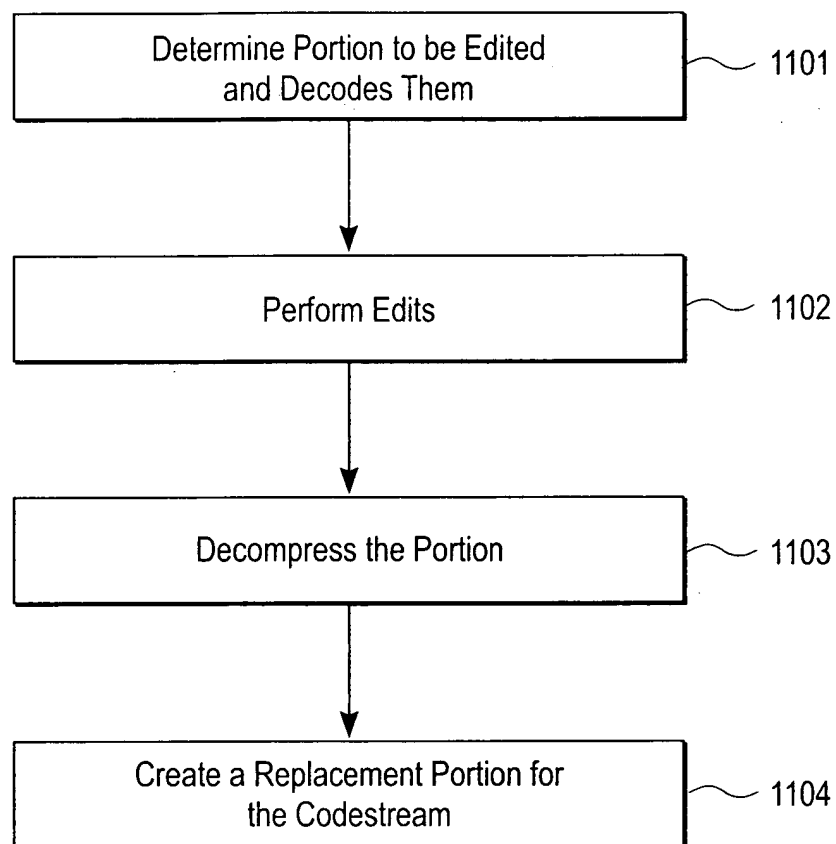 Determine Portion to be Edited
and Decodes Them
1101
Perform Edits
1102
Decompress the Portion
1103
Create a Replacement Portion for
the Codestream
1104